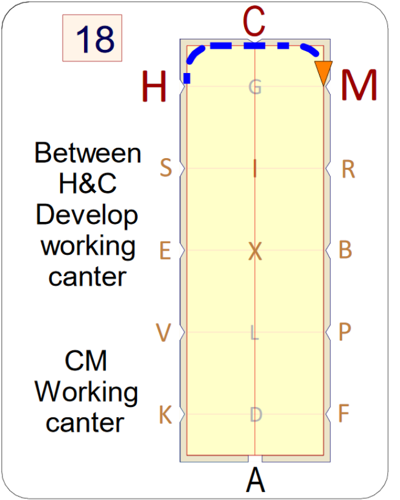 18
C
H
G
M
Between
H&C
Develop
working
canter
S
I
R
E
X
B
V
L
P
CM
Working
canter
K
D
F
A